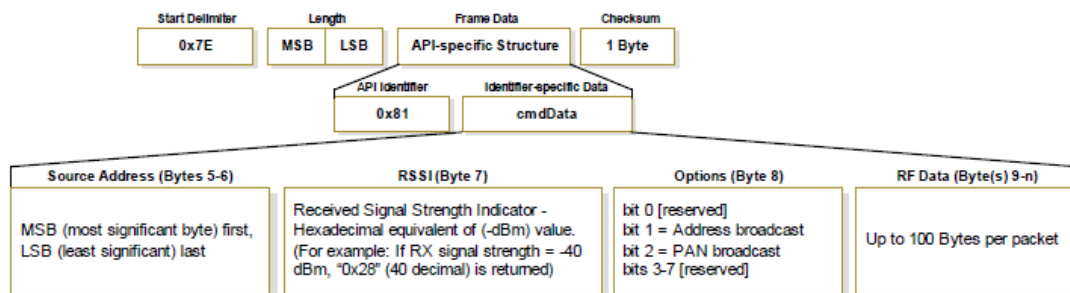 Start Delimiter
Length
Frame Data
Checksum
0x7E
MSB
LSB
API-specific Structure
1 Byte
API Identifier
Identifier-specific Data
0x81
cmdData
Source Address (Bytes 5-6)
MSB (most significant byte) first,
LSB (least significant) last
RSSI (Byte 7)
Received Signal Strength Indicator -
Hexadecimal equivalent of (-dBm) value.
(For example: If RX signal strength = -40
dBm, “0x28” (40 decimal) is returned)
Options (Byte 8)
bit 0 [reserved]
bit 1 = Address broadcast
bit 2 = PAN broadcast
bits 3-7 [reserved]
RF Data (Byte(s) 9-n)
Up to 100 Bytes per packet